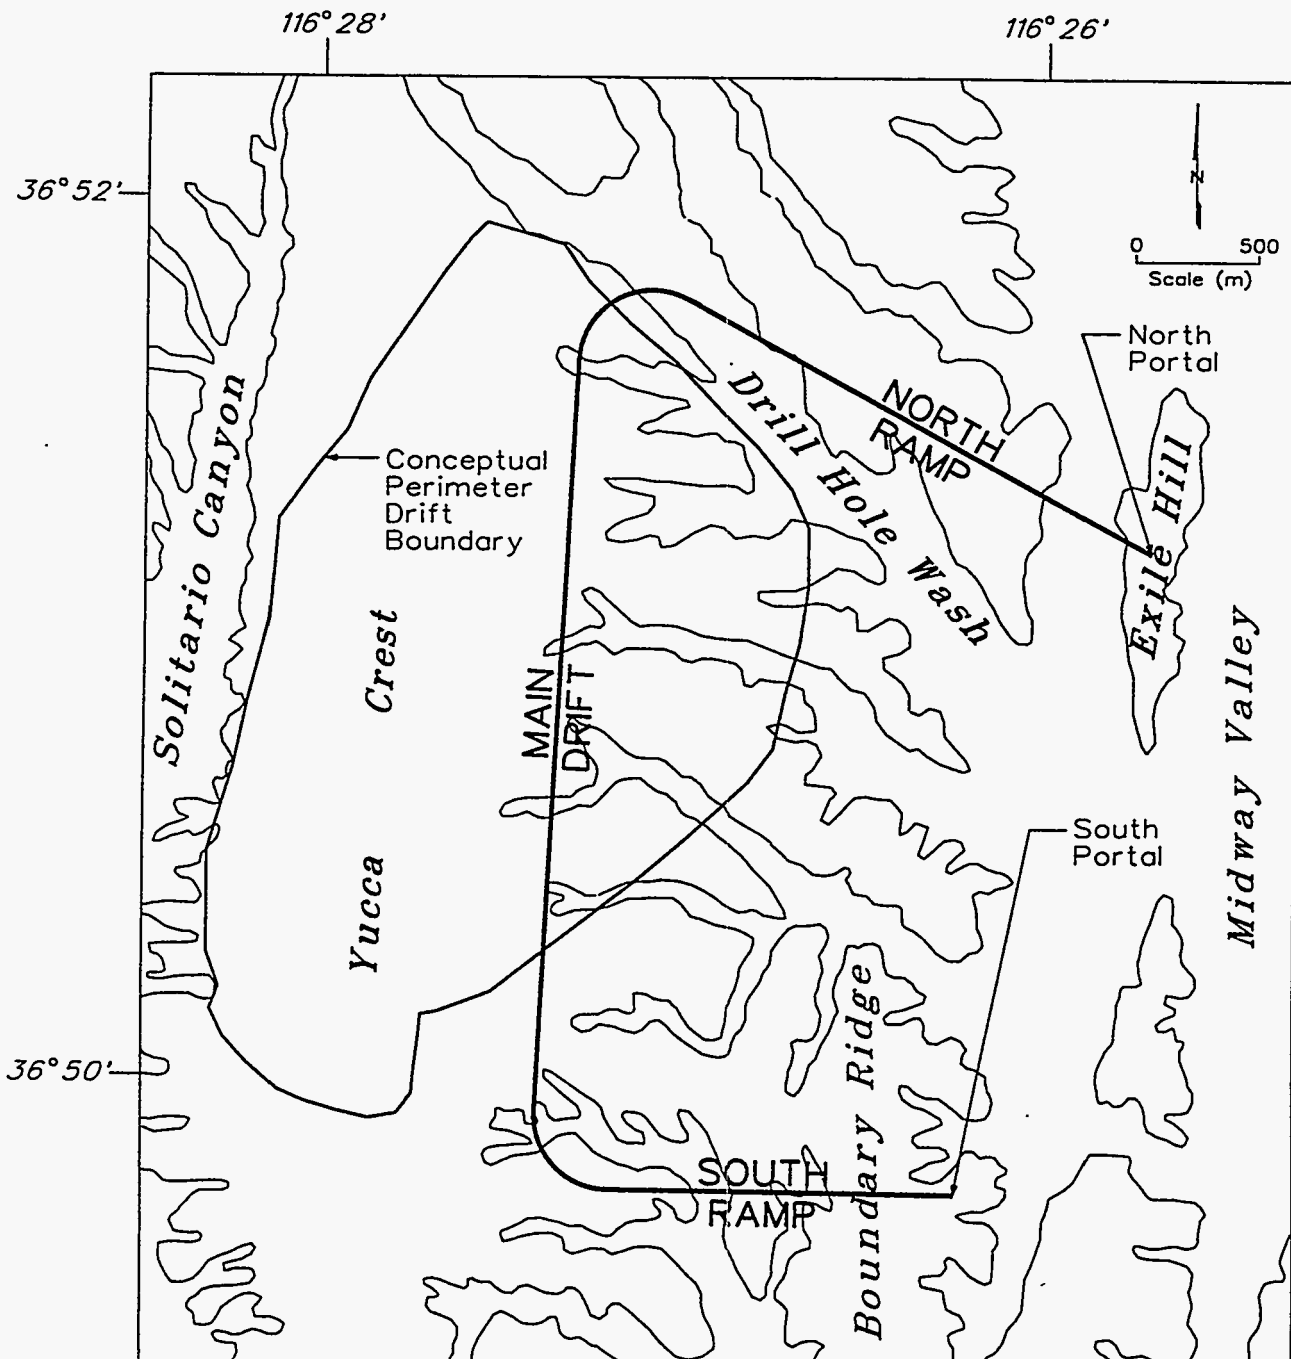 116° 28'
116° 26'
36° 52'
N
0 500
Scale (m)
North
Portal
Drill Hole Wash
NORTH
RAMP
Exile Hill
Solitario Canyon
Conceptual
Perimeter
Drift
Boundary
Yucca Crest
MAIN
DRIFT
Midway Valley
South
Portal
36° 50'
Boundary Ridge
SOUTH
RAMP